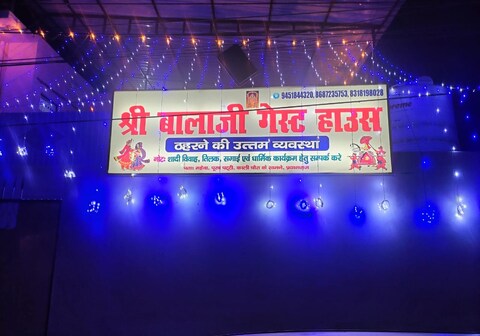 9451844320, 8687235753, 8318198028
श्री बालाजी गेस्ट हाउस
ठहरने की उत्तम व्यवस्था
नोटः शादी विवाह, तिलक, सगाई एवं धार्मिक कार्यक्रम हेतु सम्पर्क करे